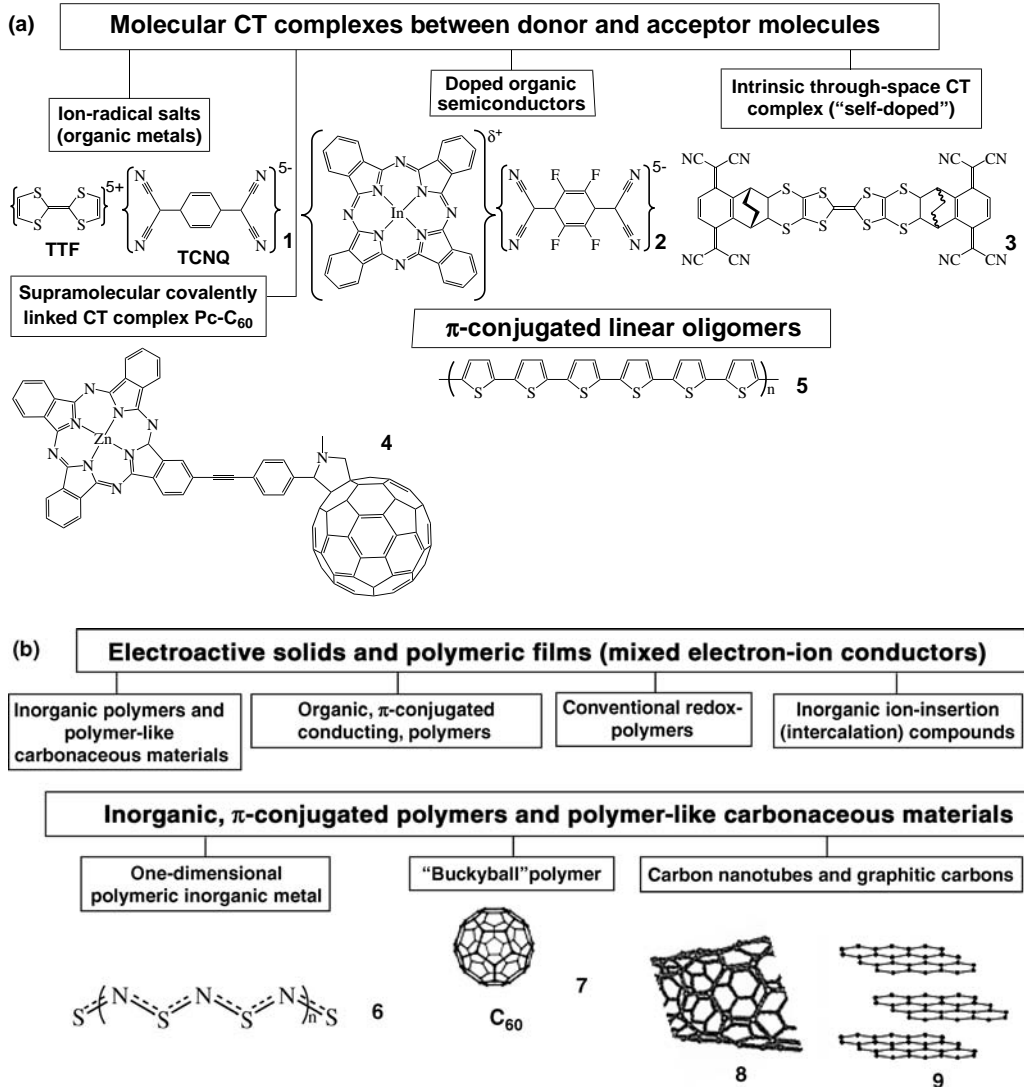 (a)
Molecular CT complexes between donor and acceptor molecules
Ion-radical salts
(organic metals)
Doped organic
semiconductors
Intrinsic through-space CT
complex (“self-doped”)
S S S S
5+
TTF
N N N N
5-
TCNQ
1
N N N N N N N N
In
δ+
F F F F
N N N N
5-
2
NC CN
NC CN
S S S S S S S S
NC CN
NC CN
3
Supramolecular covalently
linked CT complex Pc-C60
π-conjugated linear oligomers
S S S S S S
n
5
N N N N N N N N
Zn
N
4
(b)
Electroactive solids and polymeric films (mixed electron-ion conductors)
Inorganic polymers and
polymer-like
carbonaceous materials
Organic, π-conjugated
conducting, polymers
Conventional redox-
polymers
Inorganic ion-insertion
(intercalation) compounds
Inorganic, π-conjugated polymers and polymer-like carbonaceous materials
One-dimensional
polymeric inorganic metal
“Buckyball”polymer
Carbon nanotubes and graphitic carbons
S N S N S N n S
6
C60
7
8
9